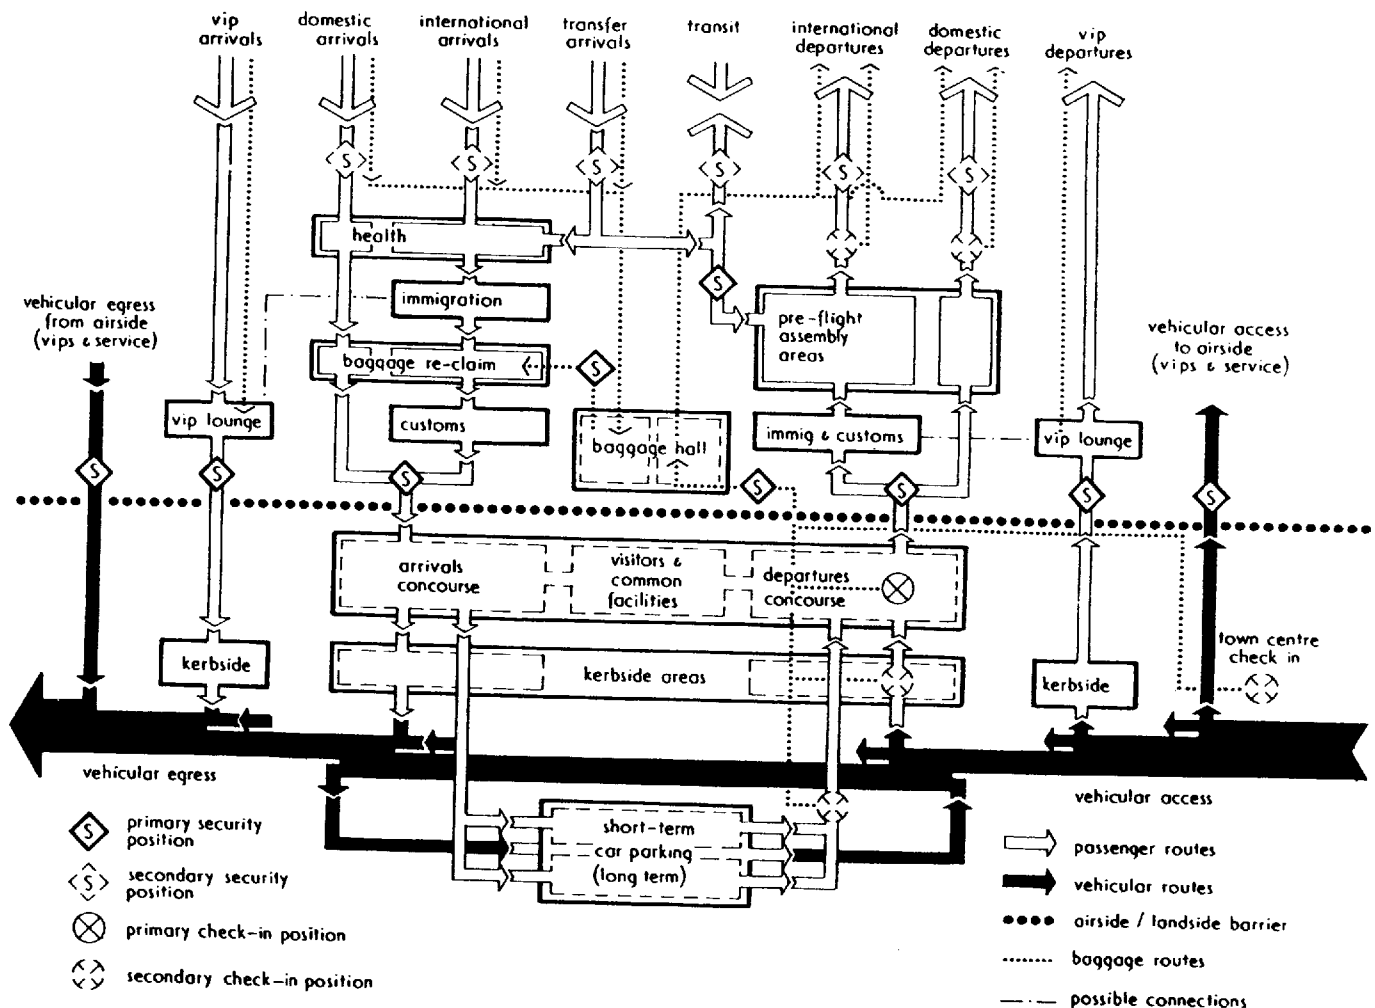 vip
arrivals
domestic
arrivals
international
arrivals
transfer
arrivals
transit
international
departures
domestic
departures
vip
departures
S
S
S
S
S
S
health
S
vehicular egress
from airside
(vips & service)
immigration
pre-flight
assembly
areas
vehicular access
to airside
(vips & service)
baggage re-claim
S
vip lounge
customs
baggage hall
immig & customs
vip lounge
S
S
S
S
S
S
S
arrivals
concourse
visitors &
common
facilities
departures
concourse
town centre
check in
kerbside
kerbside areas
kerbside
vehicular egress
vehicular access
short-term
car parking
(long term)
S
primary security
position
S
secondary security
position
primary check-in position
secondary check-in position
passenger routes
vehicular routes
airside / landside barrier
baggage routes
possible connections